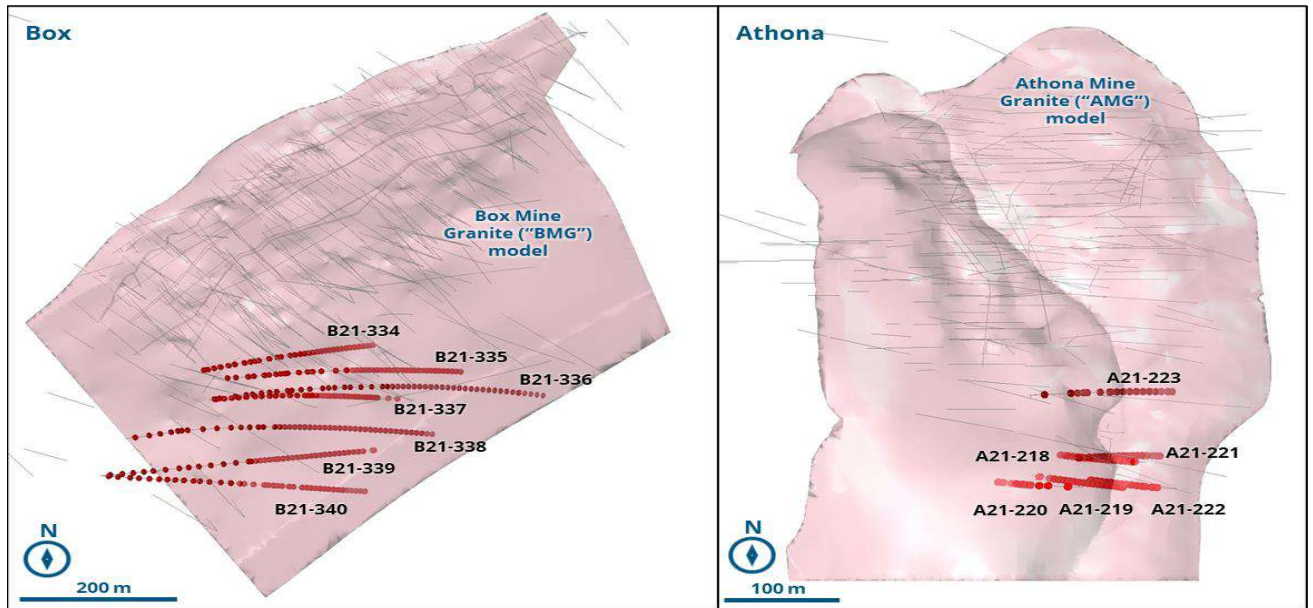 Box
Box Mine
Granite (“BMG”)
model
B21-334
B21-335
B21-336
B21-337
B21-338
B21-339
B21-340
N
200 m
Athona
Athona Mine
Granite (“AMG”)
model
A21-223
A21-218
A21-221
A21-220
A21-219
A21-222
N
100 m